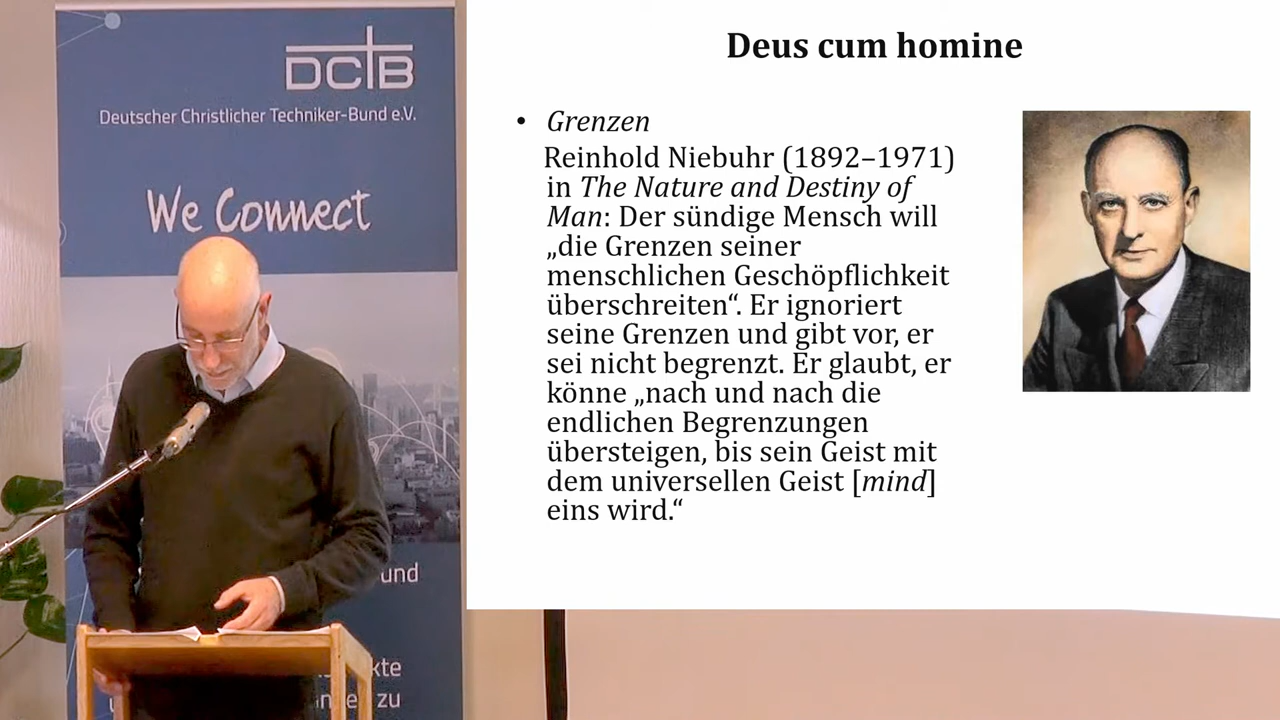 DCTB
Deutscher Christlicher Techniker-Bund e.V.
We Connect
und
zu
Deus cum homine
• Grenzen
Reinhold Niebuhr (1892–1971)
in The Nature and Destiny of
Man: Der sündige Mensch will
„die Grenzen seiner
menschlichen Geschöpflichkeit
überschreiten“. Er ignoriert
seine Grenzen und gibt vor, er
sei nicht begrenzt. Er glaubt, er
könne „nach und nach die
endlichen Begrenzungen
übersteigen, bis sein Geist mit
dem universellen Geist [mind]
eins wird.“